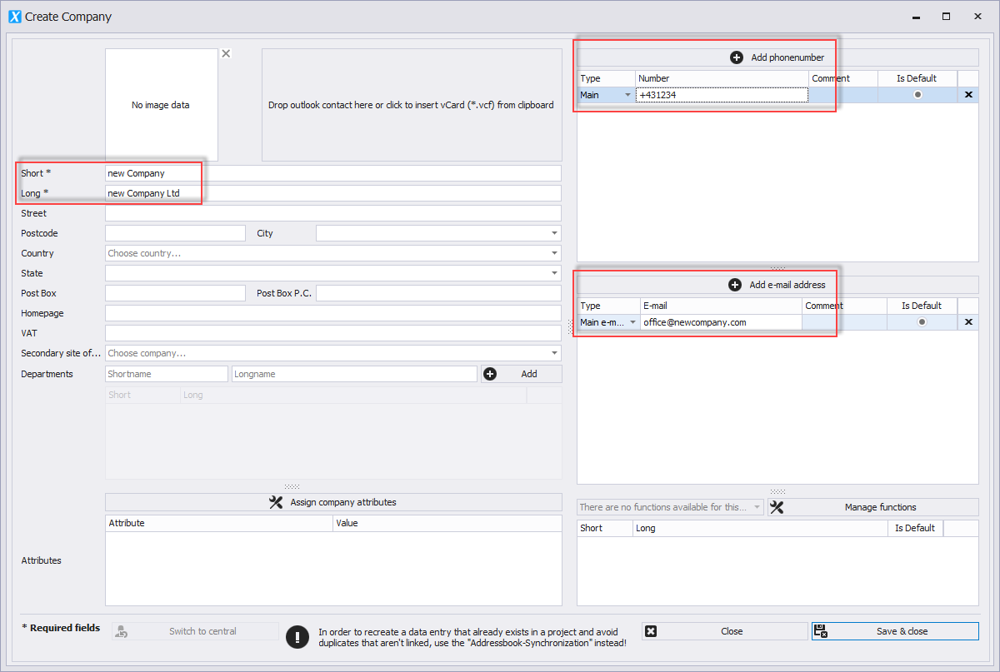 Create Company
No image data
Drop outlook contact here or click to insert vCard (*.vcf) from clipboard
Short * new Company
Long * new Company Ltd
Street
Postcode City
Country Choose country...
State
Post Box Post Box P.C.
Homepage
VAT
Secondary site of... Choose company...
Departments Shortname Longname Add
Short Long
Assign company attributes
Attribute Value
Attributes
Add phonenumber
Type Number Comment Is Default
Main +431234
Add e-mail address
Type E-mail Comment Is Default
Main e-m... office@newcompany.com
There are no functions available for this... Manage functions
Short Long Is Default
* Required fields Switch to central
In order to recreate a data entry that already exists in a project and avoid
duplicates that aren't linked, use the "Addressbook-Synchronization" instead!
Close Save & close